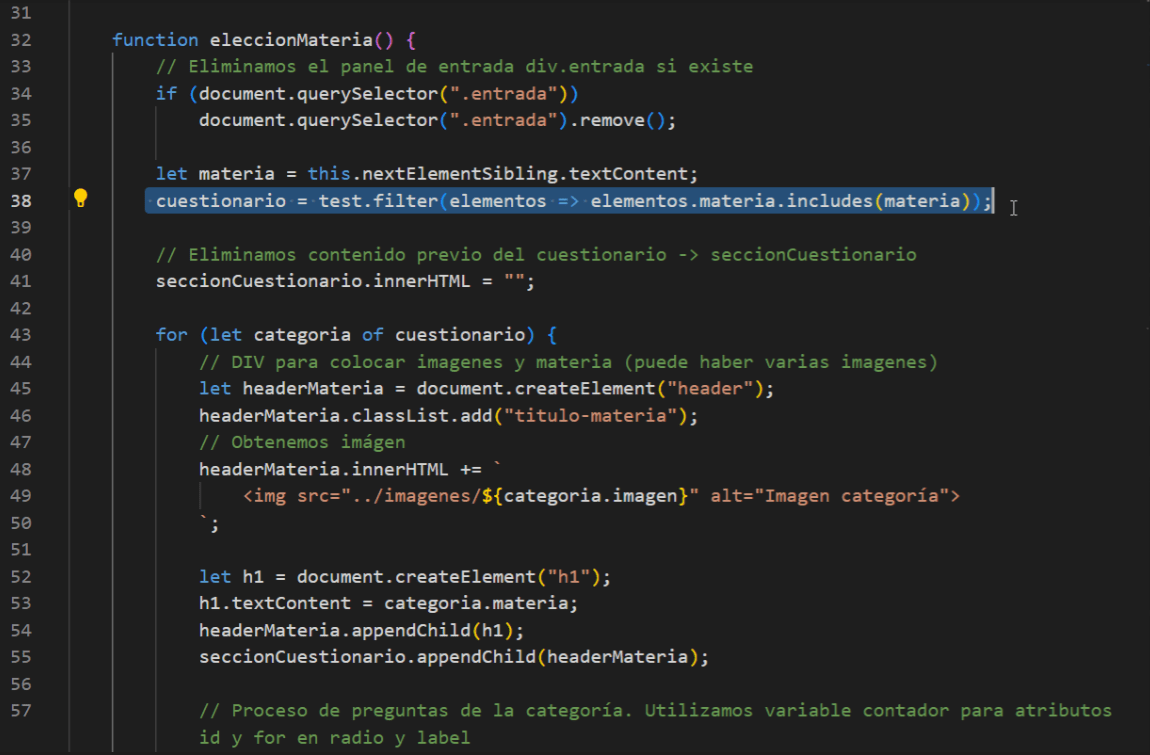 31
32 function eleccionMateria() {
33 // Eliminamos el panel de entrada div.entrada si existe
34 if (document.querySelector(".entrada"))
35 document.querySelector(".entrada").remove();
36
37 let materia = this.nextElementSibling.textContent;
38 cuestionario = test.filter(elementos => elementos.materia.includes(materia));
39
40 // Eliminamos contenido previo del cuestionario -> seccionCuestionario
41 seccionCuestionario.innerHTML = "";
42
43 for (let categoria of cuestionario) {
44 // DIV para colocar imagenes y materia (puede haber varias imagenes)
45 let headerMateria = document.createElement("header");
46 headerMateria.classList.add("titulo-materia");
47 // Obtenemos imágen
48 headerMateria.innerHTML += `
49 <img src="../imagenes/${categoria.imagen}" alt="Imagen categoría">
50 `;
51
52 let h1 = document.createElement("h1");
53 h1.textContent = categoria.materia;
54 headerMateria.appendChild(h1);
55 seccionCuestionario.appendChild(headerMateria);
56
57 // Proceso de preguntas de la categoría. Utilizamos variable contador para atributos
id y for en radio y label